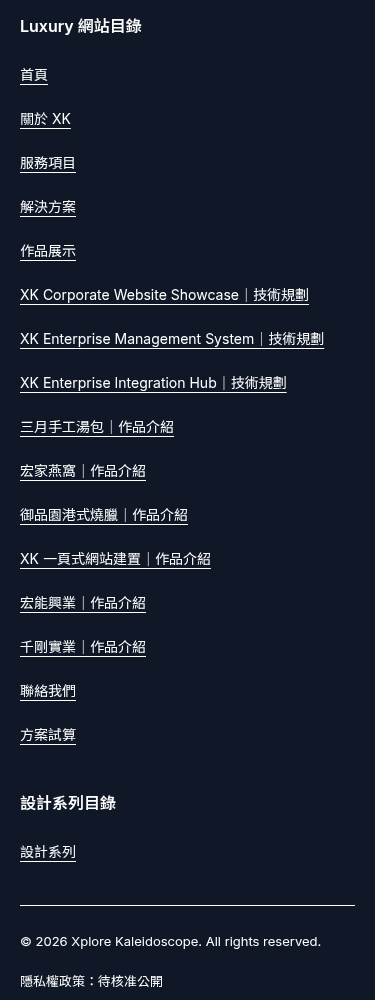 Luxury 網站目錄
首頁
關於 XK
服務項目
解決方案
作品展示
XK Corporate Website Showcase｜技術規劃
XK Enterprise Management System｜技術規劃
XK Enterprise Integration Hub｜技術規劃
三月手工湯包｜作品介紹
宏家燕窩｜作品介紹
御品園港式燒臘｜作品介紹
XK 一頁式網站建置｜作品介紹
宏能興業｜作品介紹
千剛實業｜作品介紹
聯絡我們
方案試算
設計系列目錄
設計系列
© 2026 Xplore Kaleidoscope. All rights reserved.
隱私權政策：待核准公開